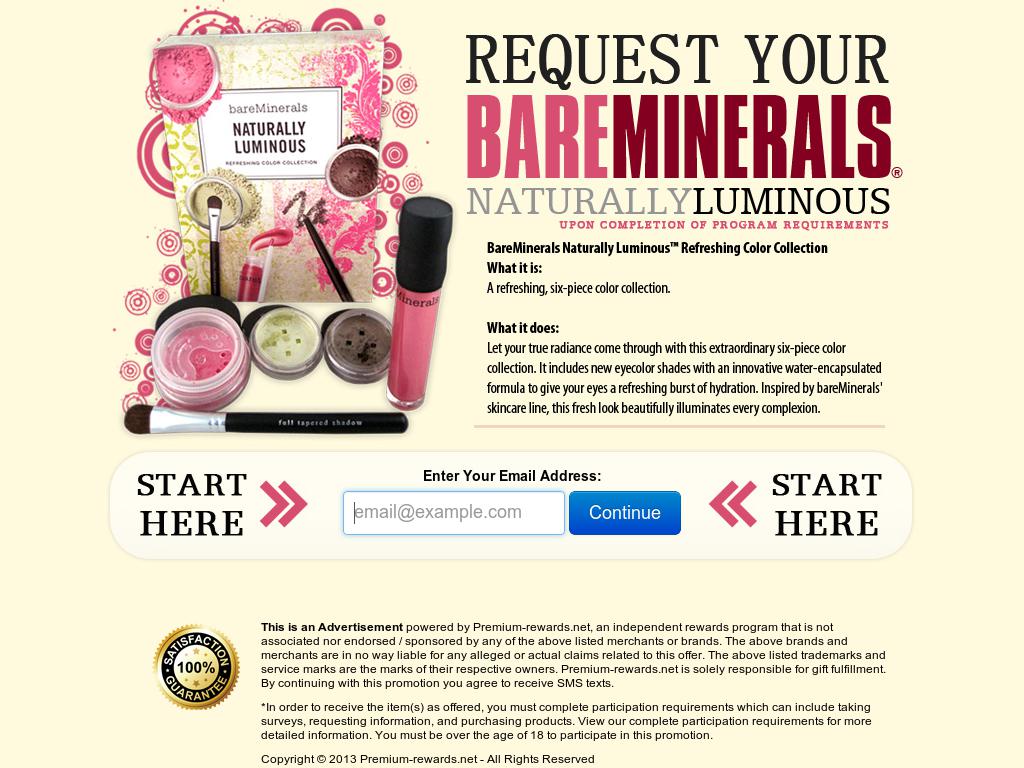 bareMinerals
NATURALLY
LUMINOUS
REFRESHING COLOR COLLECTION
Minerals
full tapered shadow
REQUEST YOUR
BAREMINERALS®
NATURALLYLUMINOUS
UPON COMPLETION OF PROGRAM REQUIREMENTS
BareMinerals Naturally Luminous™ Refreshing Color Collection
What it is:
A refreshing, six-piece color collection.
What it does:
Let your true radiance come through with this extraordinary six-piece color
collection. It includes new eyecolor shades with an innovative water-encapsulated
formula to give your eyes a refreshing burst of hydration. Inspired by bareMinerals'
skincare line, this fresh look beautifully illuminates every complexion.
START
HERE
Enter Your Email Address:
email@example.com
Continue
START
HERE
SATISFACTION
100%
GUARANTEE
This is an Advertisement powered by Premium-rewards.net, an independent rewards program that is not
associated nor endorsed / sponsored by any of the above listed merchants or brands. The above brands and
merchants are in no way liable for any alleged or actual claims related to this offer. The above listed trademarks and
service marks are the marks of their respective owners. Premium-rewards.net is solely responsible for gift fulfillment.
By continuing with this promotion you agree to receive SMS texts.
*In order to receive the item(s) as offered, you must complete participation requirements which can include taking
surveys, requesting information, and purchasing products. View our complete participation requirements for more
detailed information. You must be over the age of 18 to participate in this promotion.
Copyright © 2013 Premium-rewards.net - All Rights Reserved